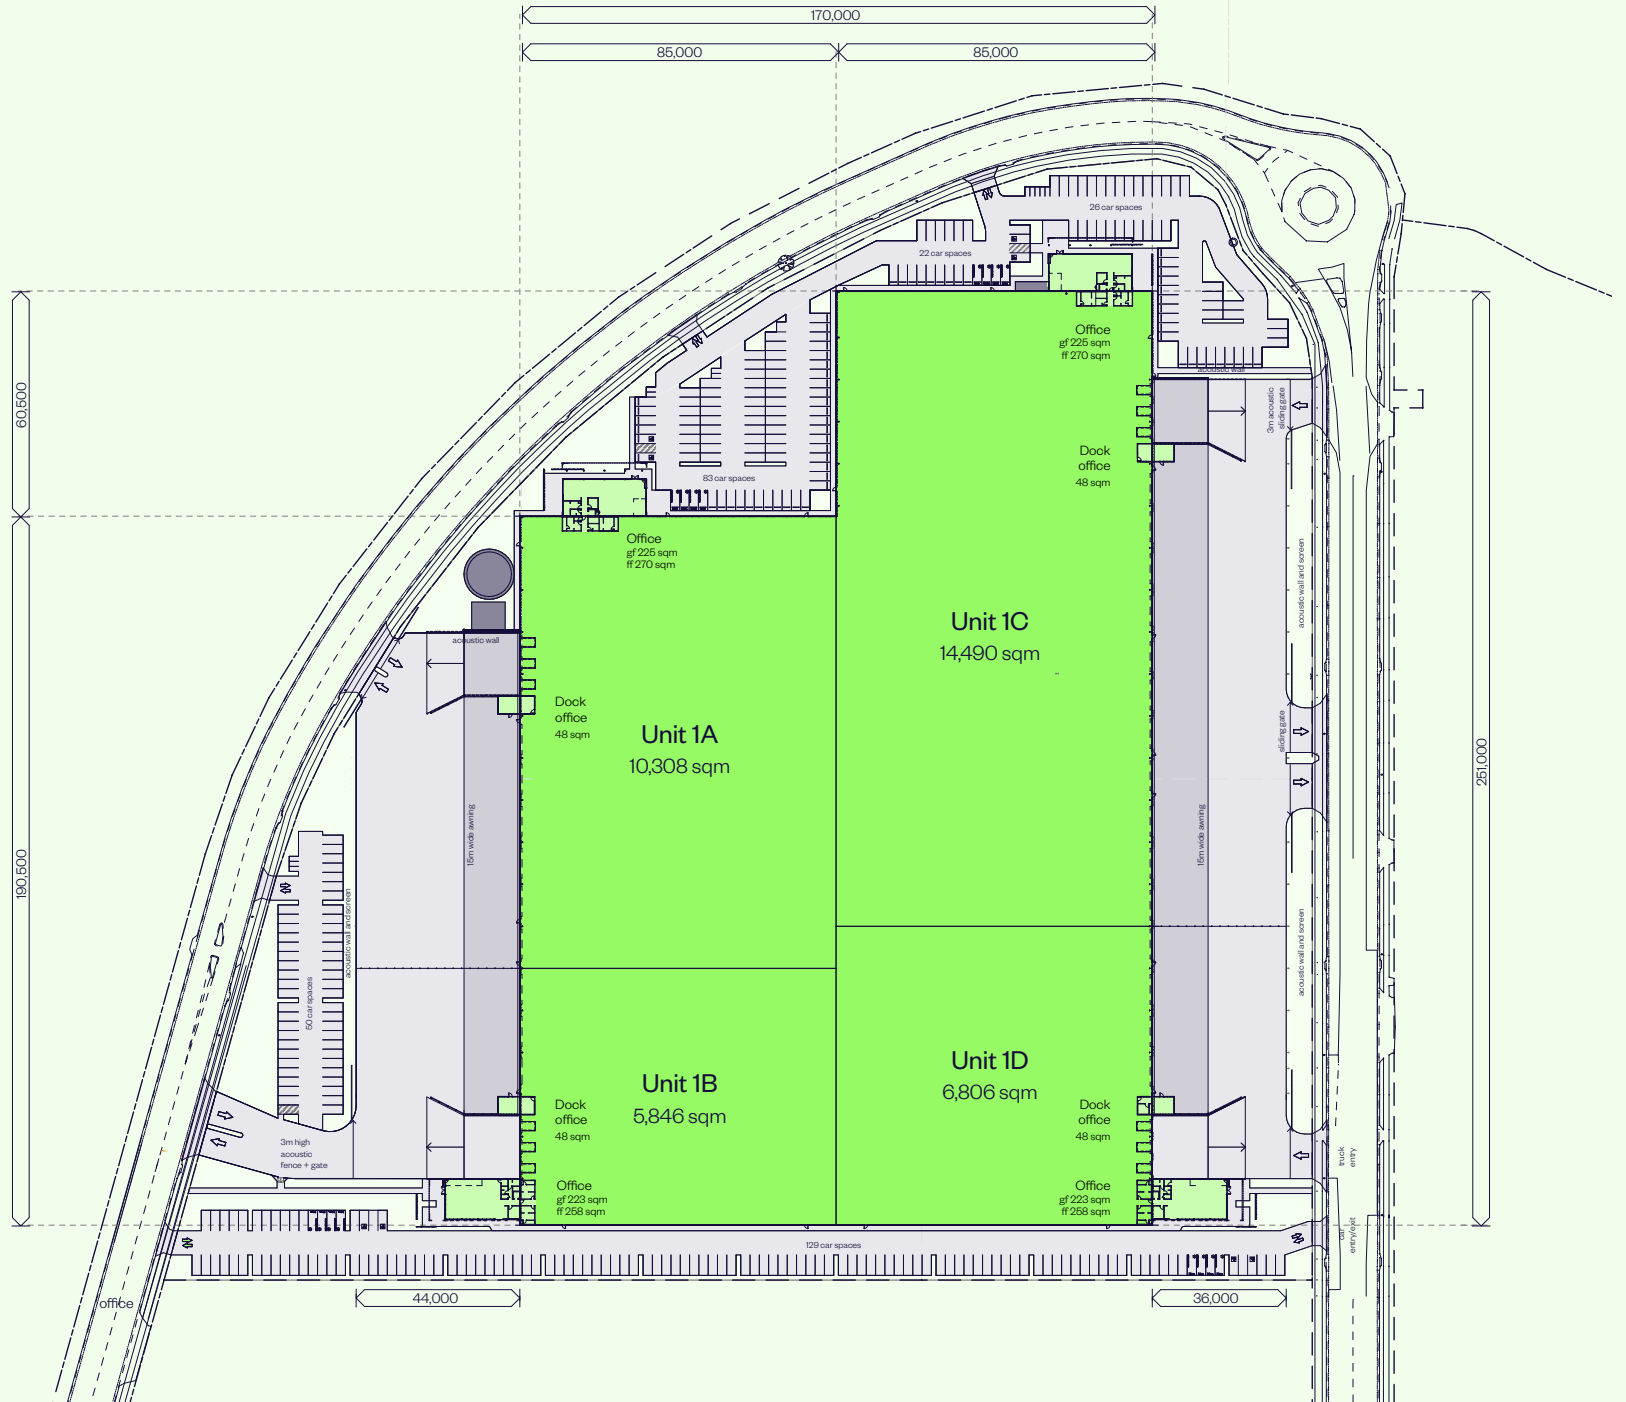 170,000
85,000
85,000
26 car spaces
22 car spaces
Office
gf 225 sqm
ff 270 sqm
acoustic wall
3m acoustic
sliding gate
60,500
83 car spaces
Dock
office
48 sqm
Office
gf 225 sqm
ff 270 sqm
acoustic wall and screen
Unit 1C
14,490 sqm
acoustic wall
Dock
office
48 sqm
Unit 1A
10,308 sqm
sliding gate
251,000
15m wide awning
15m wide awning
190,500
acoustic wall and screen
acoustic wall and screen
50 car spaces
Unit 1B
5,846 sqm
Unit 1D
6,806 sqm
Dock
office
48 sqm
Dock
office
48 sqm
3m high
acoustic
fence + gate
truck
entry
Office
gf 223 sqm
ff 258 sqm
Office
gf 223 sqm
ff 258 sqm
car
entry/exit
129 car spaces
office
44,000
36,000